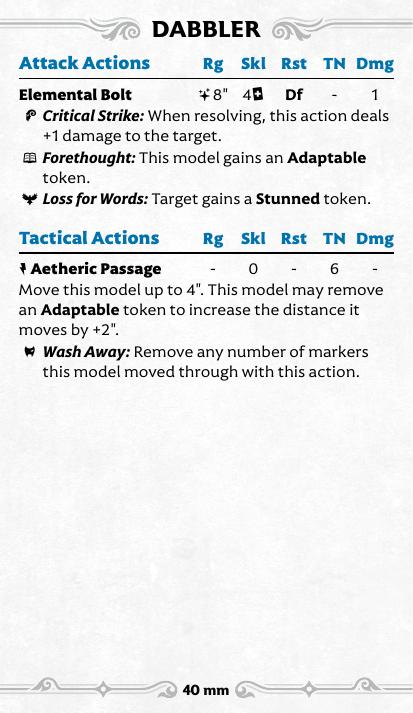 DABBLER
Attack Actions Rg Skl Rst TN Dmg
Elemental Bolt 8" 4 Df - 1
Critical Strike: When resolving, this action deals
+1 damage to the target.
Forethought: This model gains an Adaptable
token.
Loss for Words: Target gains a Stunned token.
Tactical Actions Rg Skl Rst TN Dmg
Aetheric Passage - 0 - 6 -
Move this model up to 4". This model may remove
an Adaptable token to increase the distance it
moves by +2".
Wash Away: Remove any number of markers
this model moved through with this action.
40 mm